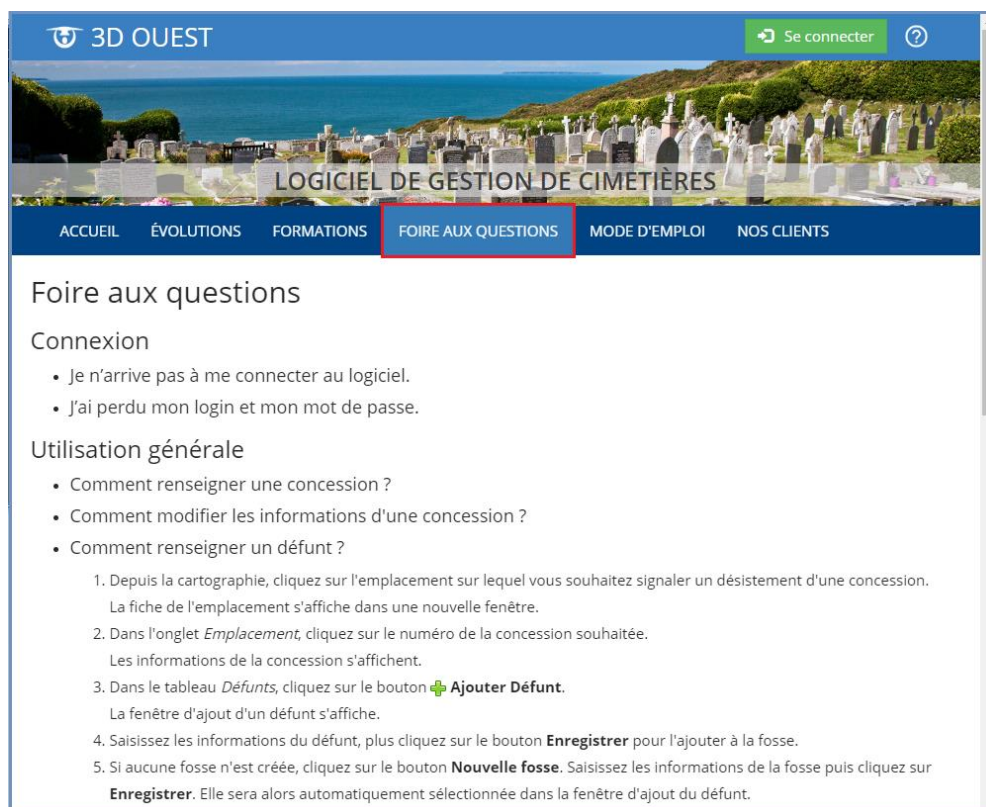 3D OUEST
Se connecter
LOGICIEL DE GESTION DE CIMETIÈRES
ACCUEIL ÉVOLUTIONS FORMATIONS FOIRE AUX QUESTIONS MODE D'EMPLOI NOS CLIENTS
Foire aux questions
Connexion
• Je n’arrive pas à me connecter au logiciel.
• J’ai perdu mon login et mon mot de passe.
Utilisation générale
• Comment renseigner une concession ?
• Comment modifier les informations d'une concession ?
• Comment renseigner un défunt ?
1. Depuis la cartographie, cliquez sur l'emplacement sur lequel vous souhaitez signaler un désistement d'une concession.
La fiche de l'emplacement s'affiche dans une nouvelle fenêtre.
2. Dans l'onglet Emplacement, cliquez sur le numéro de la concession souhaitée.
Les informations de la concession s'affichent.
3. Dans le tableau Défunts, cliquez sur le bouton Ajouter Défunt.
La fenêtre d'ajout d'un défunt s'affiche.
4. Saisissez les informations du défunt, plus cliquez sur le bouton Enregistrer pour l'ajouter à la fosse.
5. Si aucune fosse n'est créée, cliquez sur le bouton Nouvelle fosse. Saisissez les informations de la fosse puis cliquez sur
Enregistrer. Elle sera alors automatiquement sélectionnée dans la fenêtre d'ajout du défunt.